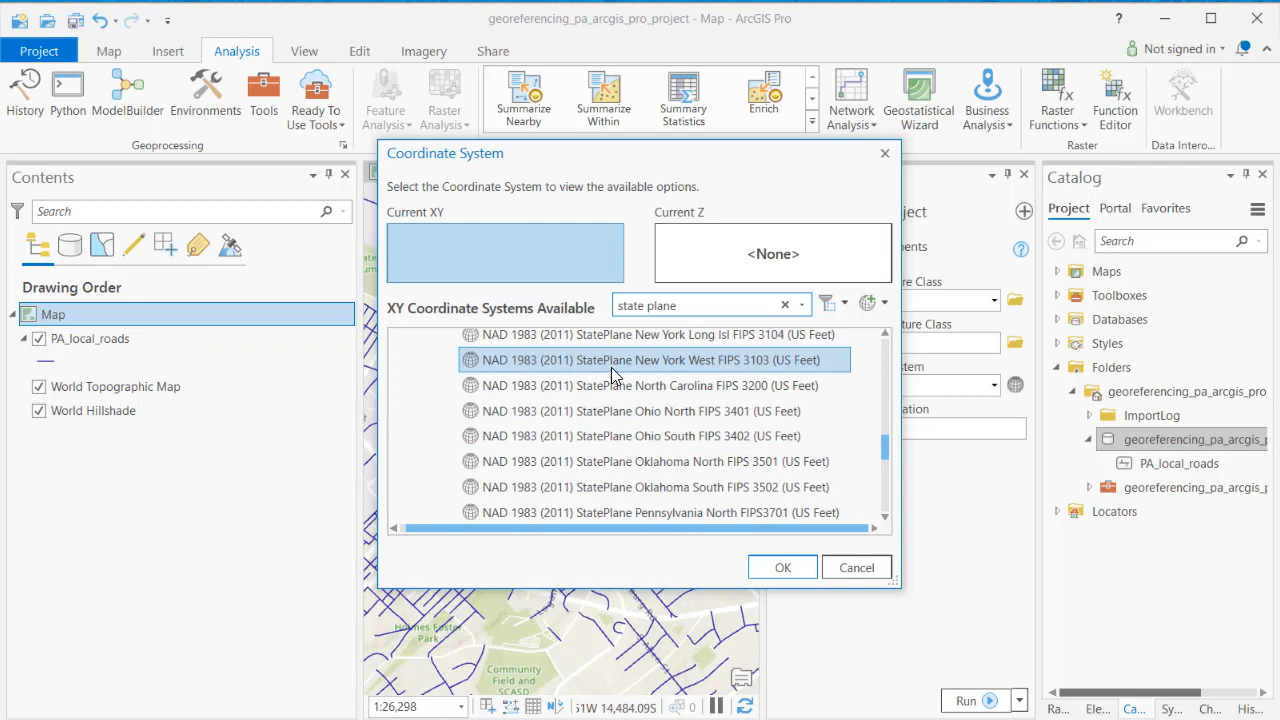 georeferencing_pa_arcgis_pro_project - Map - ArcGIS Pro
?
Project Map Insert Analysis View Edit Imagery Share
Not signed in
History Python ModelBuilder Environments Tools Ready To Use Tools
Feature Analysis Raster Analysis
Summarize Nearby Summarize Within Summary Statistics Enrich
Network Analysis Geostatistical Wizard Business Analysis
Raster Functions Function Editor Workbench
Geoprocessing Raster Data Intero...
Contents
Search
Drawing Order
Map
PA_local_roads
World Topographic Map
World Hillshade
Coordinate System
Select the Coordinate System to view the available options.
Current XY Current Z
<None>
XY Coordinate Systems Available state plane
NAD 1983 (2011) StatePlane New York Long Isl FIPS 3104 (US Feet)
NAD 1983 (2011) StatePlane New York West FIPS 3103 (US Feet)
NAD 1983 (2011) StatePlane North Carolina FIPS 3200 (US Feet)
NAD 1983 (2011) StatePlane Ohio North FIPS 3401 (US Feet)
NAD 1983 (2011) StatePlane Ohio South FIPS 3402 (US Feet)
NAD 1983 (2011) StatePlane Oklahoma North FIPS 3501 (US Feet)
NAD 1983 (2011) StatePlane Oklahoma South FIPS 3502 (US Feet)
NAD 1983 (2011) StatePlane Pennsylvania North FIPS3701 (US Feet)
OK Cancel
Community Field and SCASD
1:26,298
14,484.09S
0
Run
Catalog
Project Portal Favorites
Search
Maps
Toolboxes
Databases
Styles
Folders
georeferencing_pa_arcgis_pro
ImportLog
georeferencing_pa_arcgis_p
PA_local_roads
georeferencing_pa_arcgis_p
Locators
Ra... Ele... Ca... Sy... Ch... His...